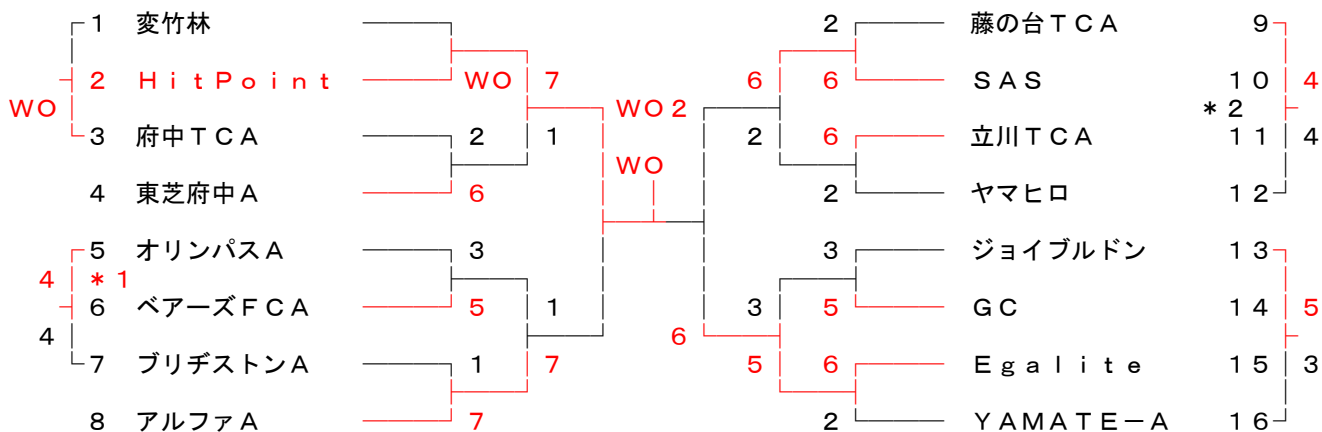 1 変竹林 2 藤の台ＴＣＡ 9
2 ＨｉｔＰｏｉｎｔ WO 7 6 6 ＳＡＳ 10 4
WO WO 2 ＊2
3 府中ＴＣＡ 2 1 2 6 立川ＴＣＡ 11 4
WO
4 東芝府中Ａ 6 2 ヤマヒロ 12
5 オリンパスＡ 3 3 ジョイブルドン 13
4 ＊1
6 ベアーズＦＣＡ 5 1 3 5 ＧＣ 14 5
4 6
7 ブリヂストンＡ 1 7 5 6 Ｅｇａｌｉｔｅ 15 3
8 アルファＡ 7 2 ＹＡＭＡＴＥ－Ａ 16